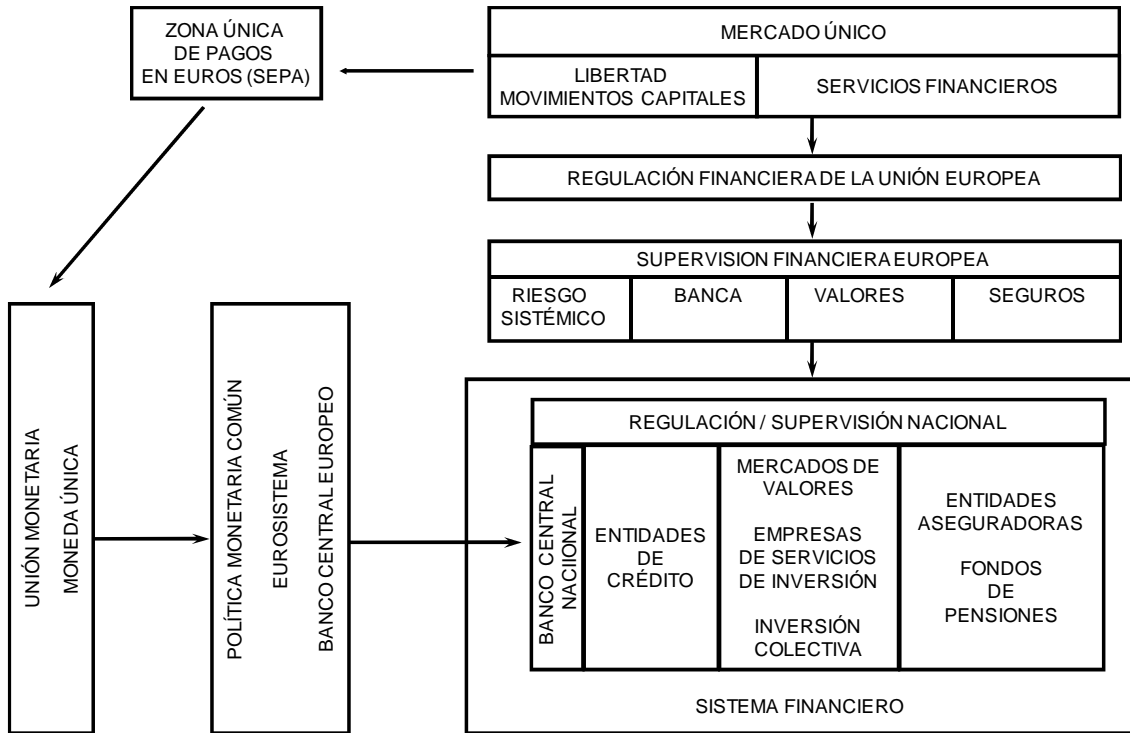 ZONA ÚNICA
DE PAGOS
EN EUROS (SEPA)
MERCADO ÚNICO
LIBERTAD
MOVIMIENTOS CAPITALES
SERVICIOS FINANCIEROS
REGULACIÓN FINANCIERA DE LA UNIÓN EUROPEA
SUPERVISION FINANCIERA EUROPEA
RIESGO
SISTÉMICO
BANCA
VALORES
SEGUROS
UNIÓN MONETARIA
MONEDA ÚNICA
POLÍTICA MONETARIA COMÚN
EUROSISTEMA
BANCO CENTRAL EUROPEO
REGULACIÓN / SUPERVISIÓN NACIONAL
BANCO CENTRAL
NACIIONAL
ENTIDADES
DE
CRÉDITO
MERCADOS DE
VALORES
EMPRESAS
DE SERVICIOS
DE INVERSIÓN
INVERSIÓN
COLECTIVA
ENTIDADES
ASEGURADORAS
FONDOS
DE
PENSIONES
SISTEMA FINANCIERO